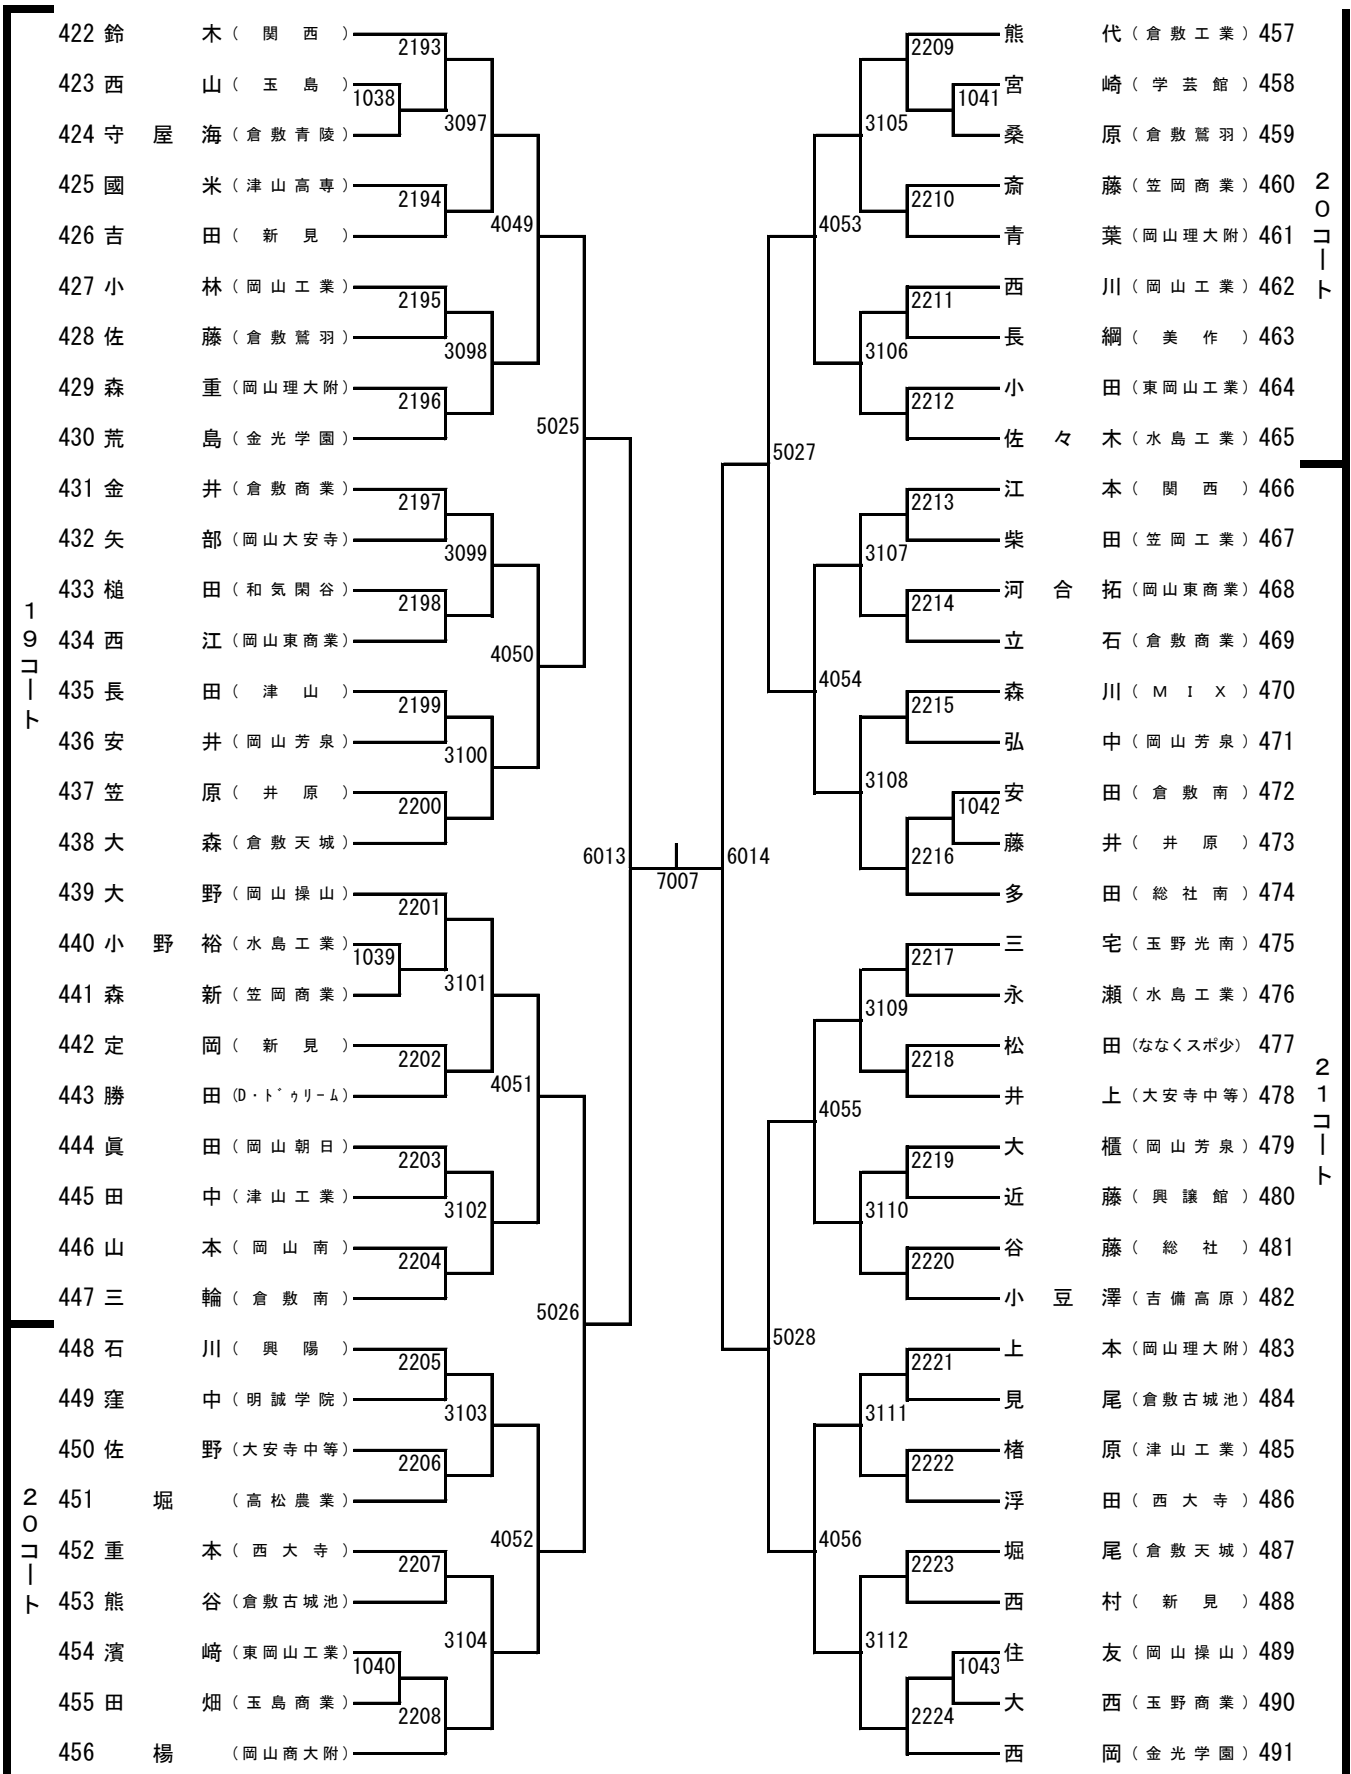 422 鈴木（関西）
423 西山（玉島）
424 守屋海（倉敷青陵）
425 國米（津山高専）
426 吉田（新見）
427 小林（岡山工業）
428 佐藤（倉敷鷲羽）
429 森重（岡山理大附）
430 荒島（金光学園）
431 金井（倉敷商業）
432 矢部（岡山大安寺）
433 槌田（和気閑谷）
434 西江（岡山東商業）
435 長田（津山）
436 安井（岡山芳泉）
437 笠原（井原）
438 大森（倉敷天城）
439 大野（岡山操山）
440 小野裕（水島工業）
441 森新（笠岡商業）
442 定岡（新見）
443 勝田（D・ﾄﾞｩﾘｰﾑ）
444 眞田（岡山朝日）
445 田中（津山工業）
446 山本（岡山南）
447 三輪（倉敷南）
448 石川（興陽）
449 窪中（明誠学院）
450 佐野（大安寺中等）
451 堀（高松農業）
452 重本（西大寺）
453 熊谷（倉敷古城池）
454 濱﨑（東岡山工業）
455 田畑（玉島商業）
456 楊（岡山商大附）
19コート
20コート
1038
1039
1040
2193
2194
2195
2196
2197
2198
2199
2200
2201
2202
2203
2204
2205
2206
2207
2208
3097
3098
3099
3100
3101
3102
3103
3104
4049
4050
4051
4052
5025
5026
6013
7007
6014
5027
5028
4053
4054
4055
4056
3105
3106
3107
3108
3109
3110
3111
3112
2209
2210
2211
2212
2213
2214
2215
2216
2217
2218
2219
2220
2221
2222
2223
2224
1041
1042
1043
熊代（倉敷工業）457
宮崎（学芸館）458
桑原（倉敷鷲羽）459
斎藤（笠岡商業）460
青葉（岡山理大附）461
西川（岡山工業）462
長綱（美作）463
小田（東岡山工業）464
佐々木（水島工業）465
江本（関西）466
柴田（笠岡工業）467
河合拓（岡山東商業）468
立石（倉敷商業）469
森川（ＭＩＸ）470
弘中（岡山芳泉）471
安田（倉敷南）472
藤井（井原）473
多田（総社南）474
三宅（玉野光南）475
永瀬（水島工業）476
松田（ななくスポ少）477
井上（大安寺中等）478
大櫃（岡山芳泉）479
近藤（興譲館）480
谷藤（総社）481
小豆澤（吉備高原）482
上本（岡山理大附）483
見尾（倉敷古城池）484
楮原（津山工業）485
浮田（西大寺）486
堀尾（倉敷天城）487
西村（新見）488
住友（岡山操山）489
大西（玉野商業）490
西岡（金光学園）491
20コート
21コート